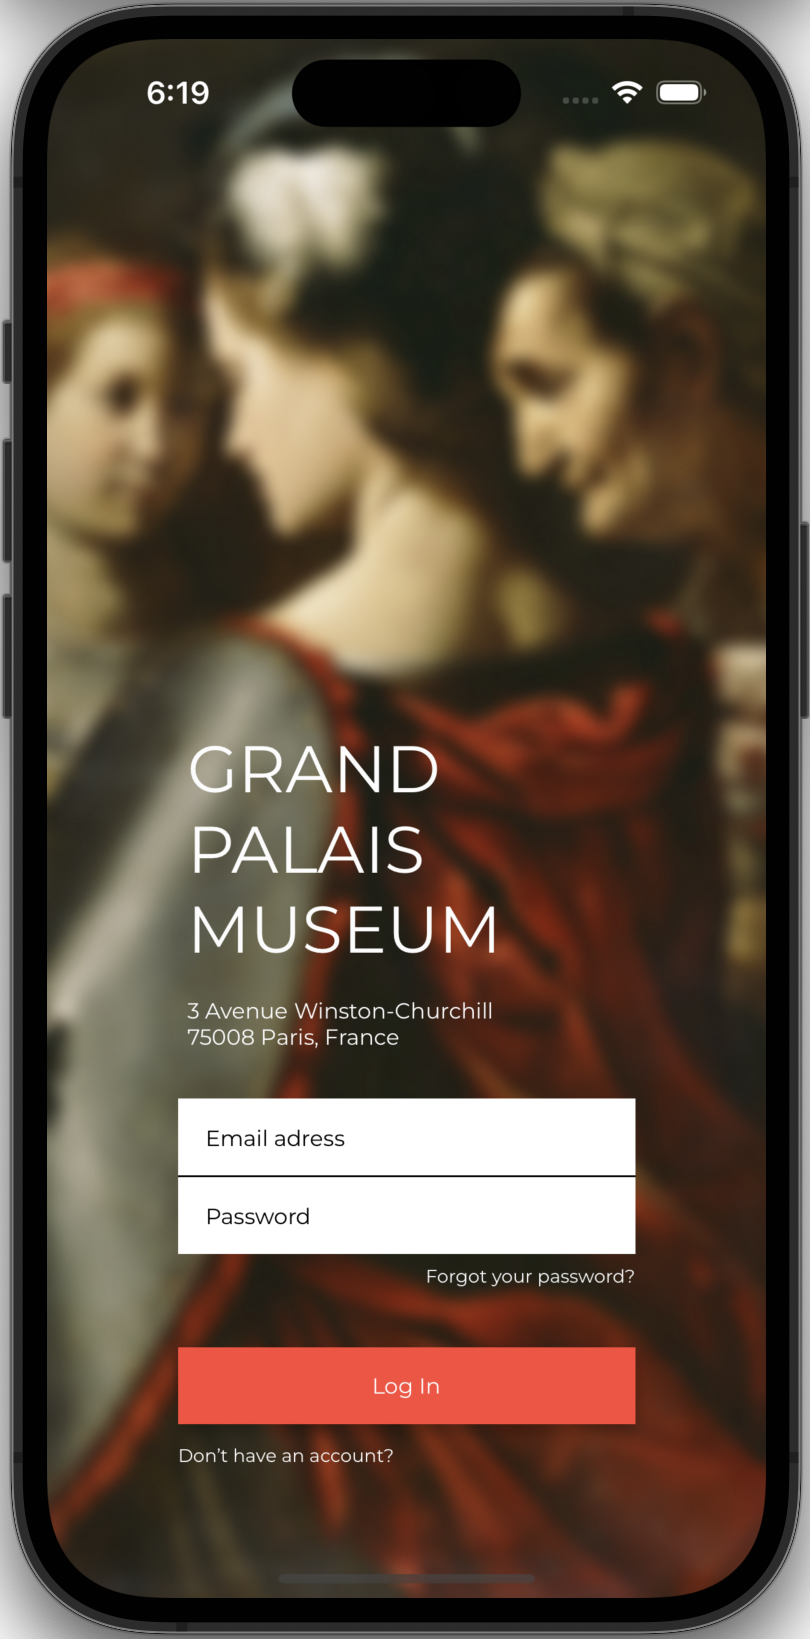 6:19
GRAND
PALAIS
MUSEUM
3 Avenue Winston-Churchill
75008 Paris, France
Email adress
Password
Forgot your password?
Log In
Don’t have an account?